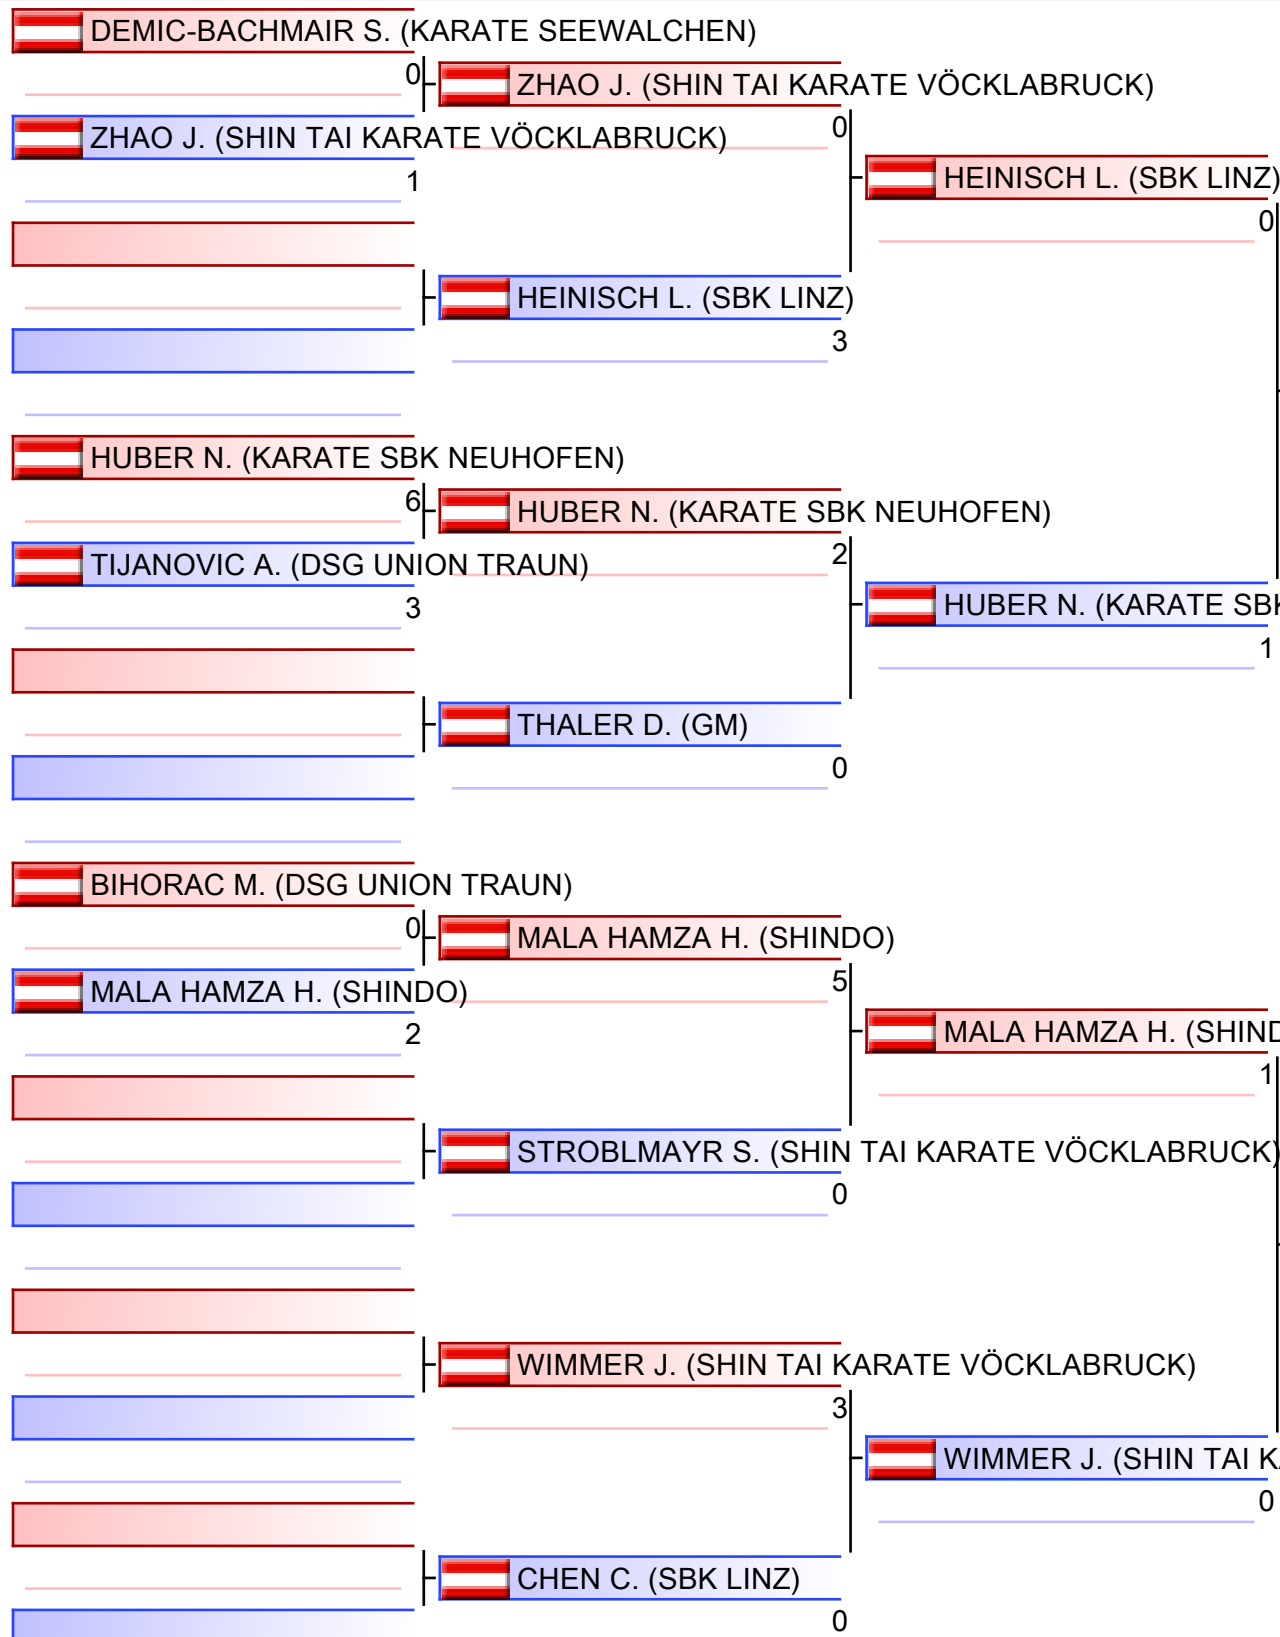 DEMIC-BACHMAIR S. (KARATE SEEWALCHEN)
0
ZHAO J. (SHIN TAI KARATE VÖCKLABRUCK)
1
ZHAO J. (SHIN TAI KARATE VÖCKLABRUCK)
0
HEINISCH L. (SBK LINZ)
3
HEINISCH L. (SBK LINZ)
0
HUBER N. (KARATE SBK NEUHOFEN)
6
TIJANOVIC A. (DSG UNION TRAUN)
3
HUBER N. (KARATE SBK NEUHOFEN)
2
THALER D. (GM)
0
HUBER N. (KARATE SBK
1
BIHORAC M. (DSG UNION TRAUN)
0
MALA HAMZA H. (SHINDO)
2
MALA HAMZA H. (SHINDO)
5
STROBLMAYR S. (SHIN TAI KARATE VÖCKLABRUCK)
0
MALA HAMZA H. (SHIND
1
WIMMER J. (SHIN TAI KARATE VÖCKLABRUCK)
3
CHEN C. (SBK LINZ)
0
WIMMER J. (SHIN TAI KA
0